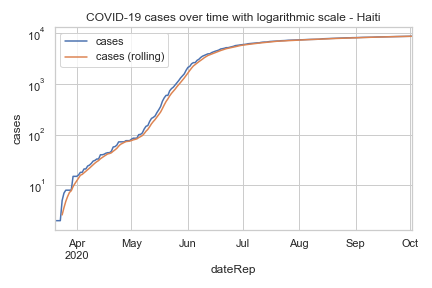 COVID-19 cases over time with logarithmic scale - Haiti
cases
cases (rolling)
10⁴
10³
10²
10¹
cases
Apr
2020
May
Jun
Jul
Aug
Sep
Oct
dateRep